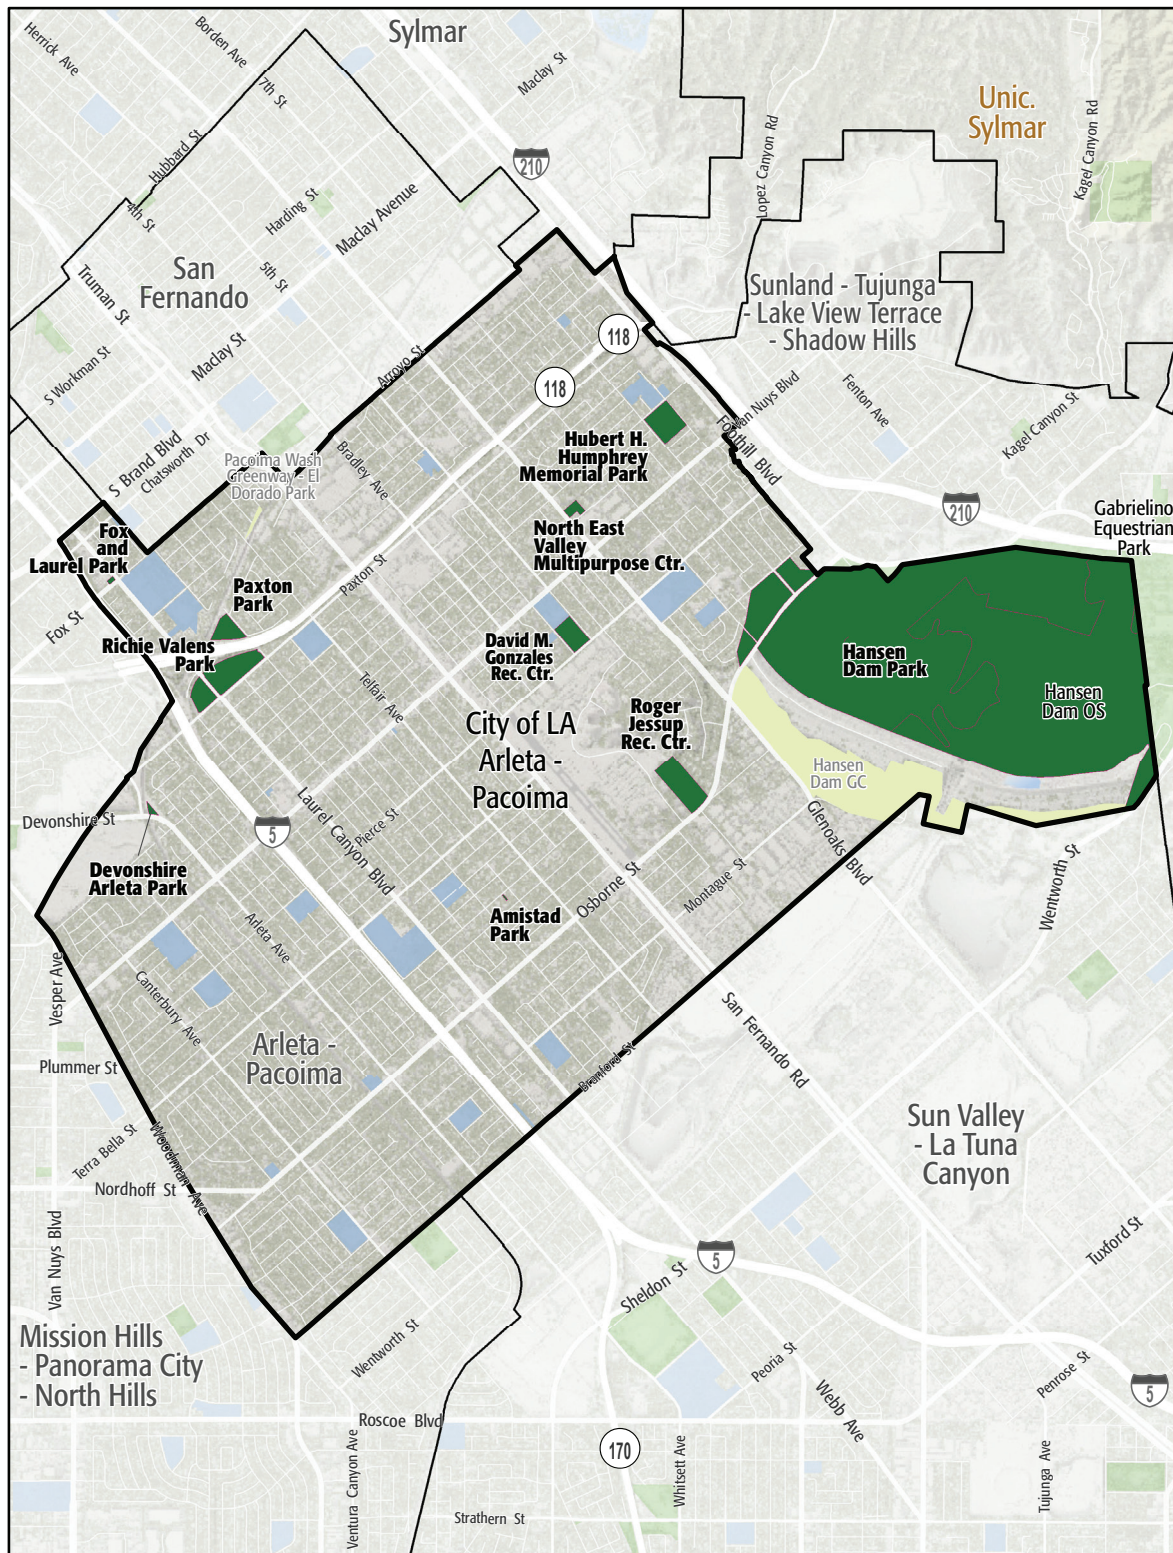 Sylmar
Herrick Ave
Borden Ave
7th St
Maclay St
Hubbard St
4th St
Harding St
Maclay Avenue
210
Unic.
Sylmar
Lopez Canyon Rd
Kagel Canyon Rd
San
Fernando
Truman St
5th St
Sunland - Tujunga
- Lake View Terrace
- Shadow Hills
S Workman St
Maclay St
Arroyo St
118
118
Van Nuys Blvd
Fenton Ave
Kagel Canyon St
Foothill Blvd
S Brand Blvd
Chatsworth Dr
Pacoima Wash
Greenway - El
Dorado Park
Bradley Ave
Hubert H.
Humphrey
Memorial Park
210
Gabrielino
Equestrian
Park
Fox
and
Laurel Park
North East
Valley
Multipurpose Ctr.
Paxton St
Paxton
Park
Fox St
Richie Valens
Park
David M.
Gonzales
Rec. Ctr.
Hansen
Dam Park
Hansen
Dam OS
Telfair Ave
City of LA
Arleta -
Pacoima
Roger
Jessup
Rec. Ctr.
Hansen
Dam GC
Devonshire St
5
Laurel Canyon Blvd
Pierce St
Glenoaks Blvd
Devonshire
Arleta Park
Osborne St
Montague St
Wentworth St
Amistad
Park
Arleta Ave
Vesper Ave
Canterbury Ave
San Fernando Rd
Arleta -
Pacoima
Plummer St
Branford St
Sun Valley
- La Tuna
Canyon
Terra Bella St
Woodman Ave
Nordhoff St
Van Nuys Blvd
Tuxford St
5
Sheldon St
Mission Hills
- Panorama City
- North Hills
Wentworth St
Peoria St
Penrose St
5
Webb Ave
Roscoe Blvd
170
Ventura Canyon Ave
Whitsett Ave
Tujunga Ave
Strathern St